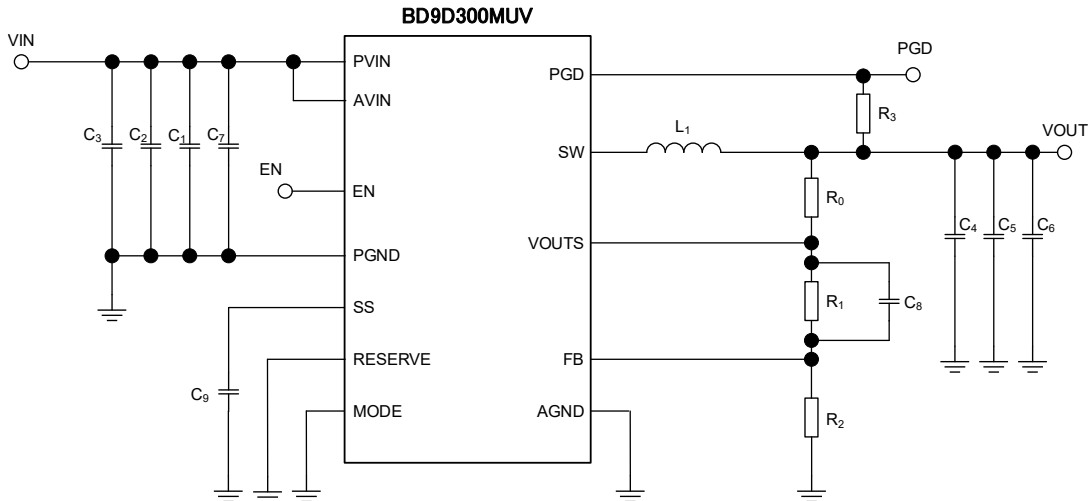 BD9D300MUV
VIN
PVIN
AVIN
C3 C2 C1 C7
EN
EN
PGND
SS
RESERVE
C9
MODE
PGD
PGD
R3
L1
VOUT
SW
R0
VOUTS
C4 C5 C6
R1
C8
FB
AGND
R2